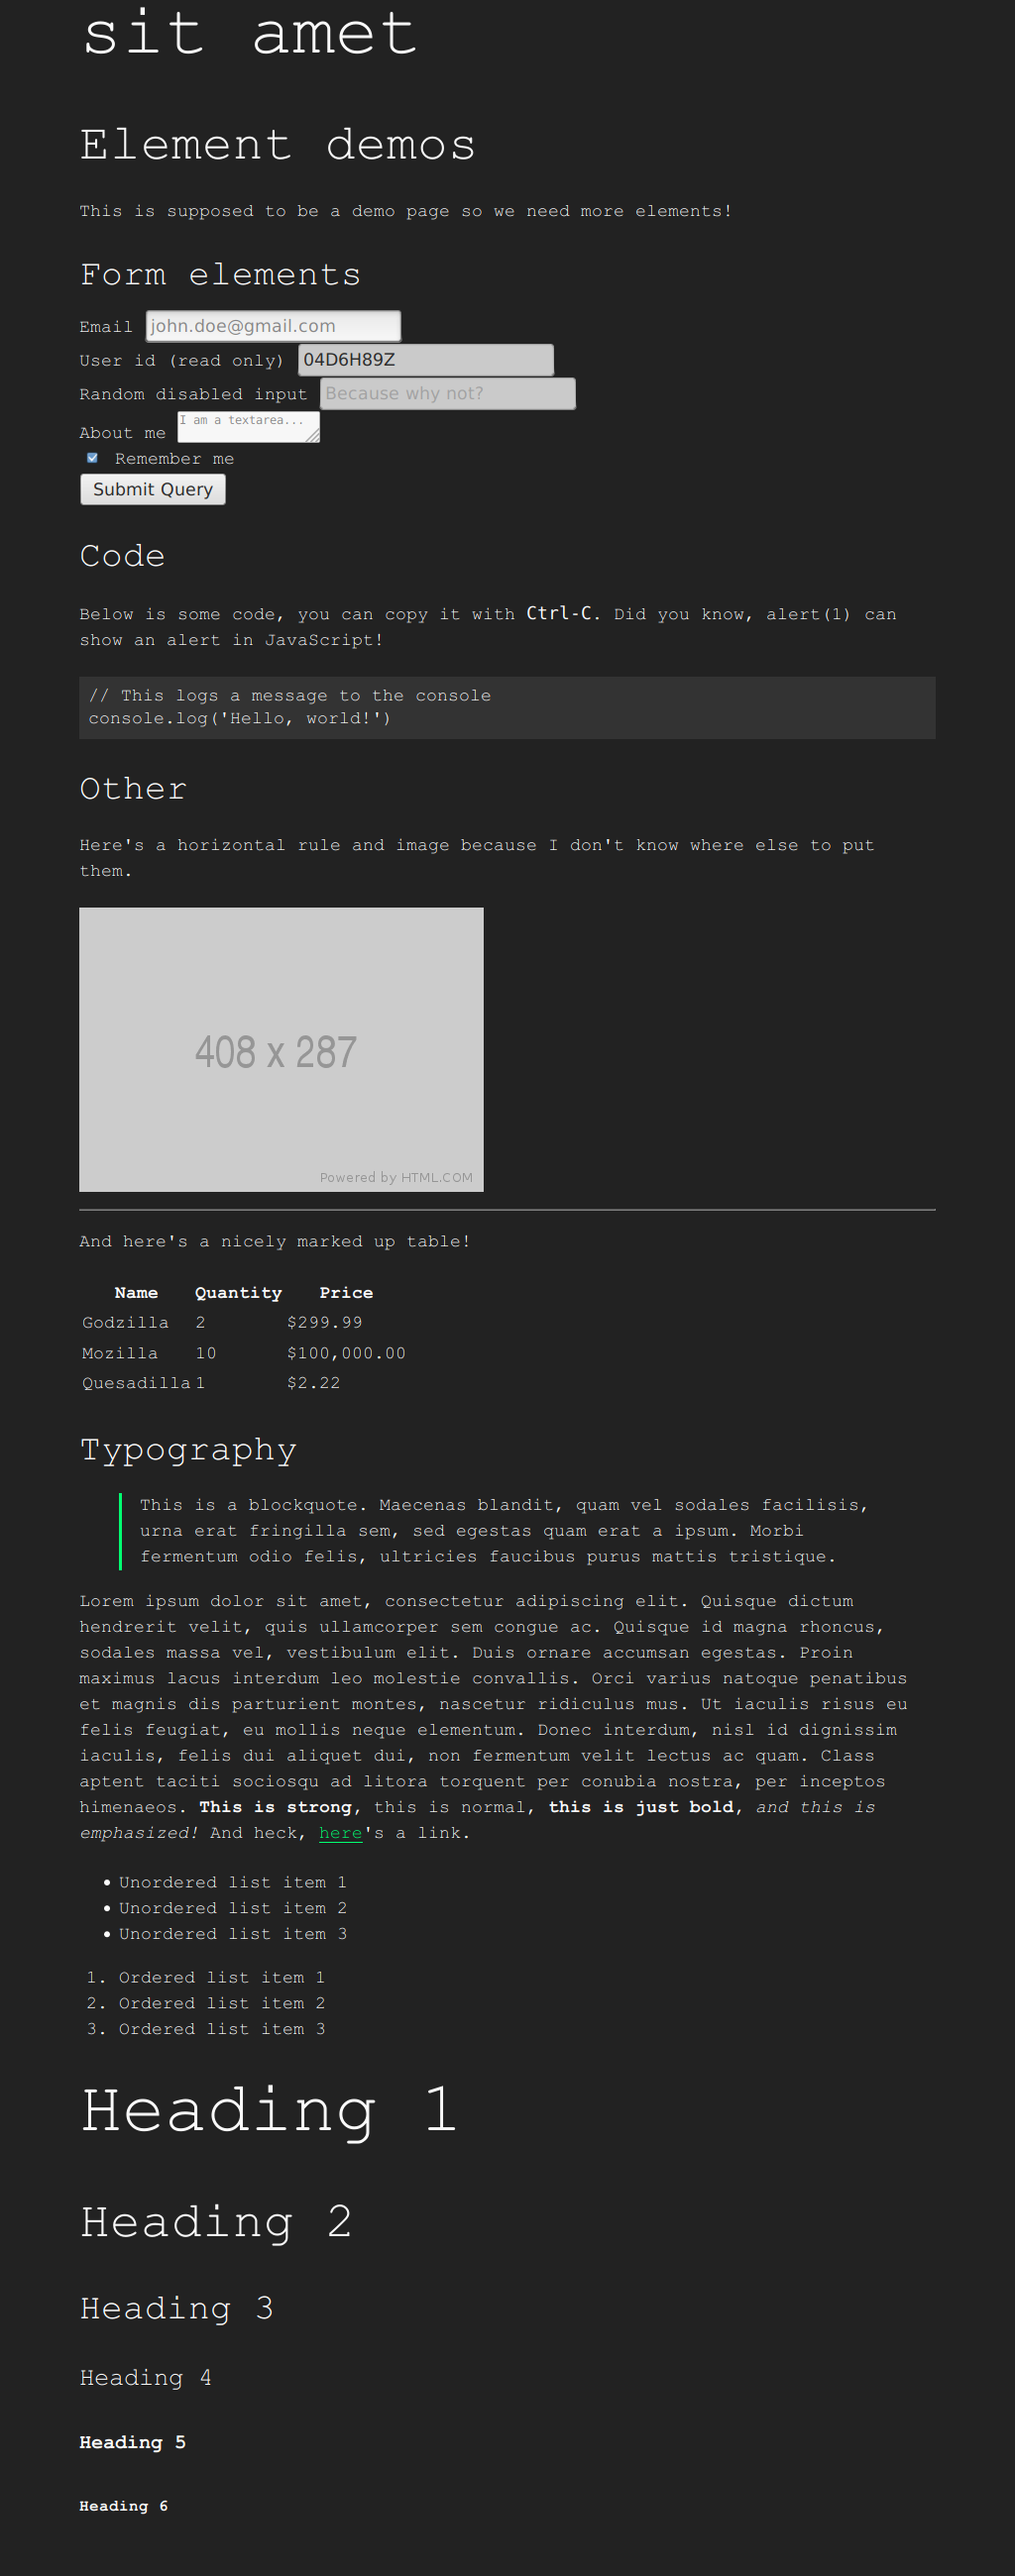 sit amet
Element demos
This is supposed to be a demo page so we need more elements!
Form elements
Email john.doe@gmail.com
User id (read only) 04D6H89Z
Random disabled input Because why not?
About me I am a textarea...
Remember me
Submit Query
Code
Below is some code, you can copy it with Ctrl-C. Did you know, alert(1) can
show an alert in JavaScript!
// This logs a message to the console
console.log('Hello, world!')
Other
Here's a horizontal rule and image because I don't know where else to put
them.
408 x 287
Powered by HTML.COM
And here's a nicely marked up table!
Name Quantity Price
Godzilla 2 $299.99
Mozilla 10 $100,000.00
Quesadilla 1 $2.22
Typography
This is a blockquote. Maecenas blandit, quam vel sodales facilisis,
urna erat fringilla sem, sed egestas quam erat a ipsum. Morbi
fermentum odio felis, ultricies faucibus purus mattis tristique.
Lorem ipsum dolor sit amet, consectetur adipiscing elit. Quisque dictum
hendrerit velit, quis ullamcorper sem congue ac. Quisque id magna rhoncus,
sodales massa vel, vestibulum elit. Duis ornare accumsan egestas. Proin
maximus lacus interdum leo molestie convallis. Orci varius natoque penatibus
et magnis dis parturient montes, nascetur ridiculus mus. Ut iaculis risus eu
felis feugiat, eu mollis neque elementum. Donec interdum, nisl id dignissim
iaculis, felis dui aliquet dui, non fermentum velit lectus ac quam. Class
aptent taciti sociosqu ad litora torquent per conubia nostra, per inceptos
himenaeos. This is strong, this is normal, this is just bold, and this is
emphasized! And heck, here's a link.
• Unordered list item 1
• Unordered list item 2
• Unordered list item 3
1. Ordered list item 1
2. Ordered list item 2
3. Ordered list item 3
Heading 1
Heading 2
Heading 3
Heading 4
Heading 5
Heading 6